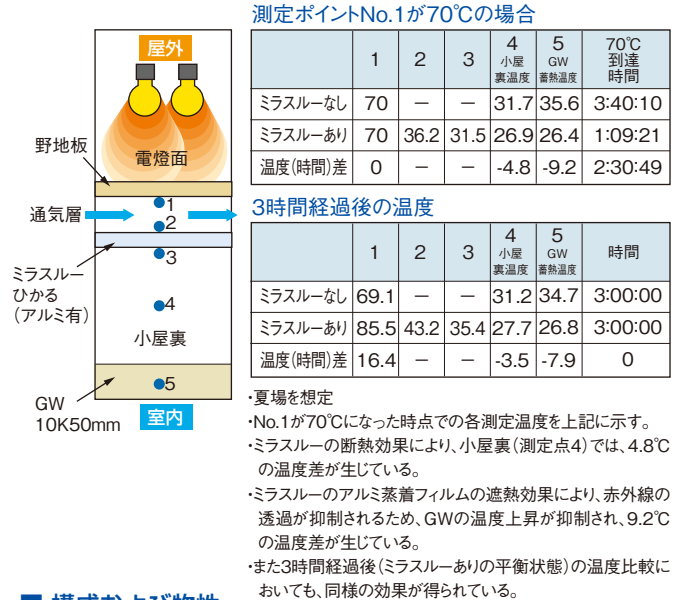 屋外
電燈面
野地板
通気層
1
2
3
ミラスルー
ひかる
(アルミ有)
4
小屋裏
5
GW
10K50mm
室内
測定ポイントNo.1が70℃の場合
1 2 3 4 小屋裏温度 5 GW蓄熱温度 70℃到達時間
ミラスルーなし 70 － － 31.7 35.6 3:40:10
ミラスルーあり 70 36.2 31.5 26.9 26.4 1:09:21
温度(時間)差 0 － － -4.8 -9.2 2:30:49
3時間経過後の温度
1 2 3 4 小屋裏温度 5 GW蓄熱温度 時間
ミラスルーなし 69.1 － － 31.2 34.7 3:00:00
ミラスルーあり 85.5 43.2 35.4 27.7 26.8 3:00:00
温度(時間)差 16.4 － － -3.5 -7.9 0
・夏場を想定
・No.1が70℃になった時点での各測定温度を上記に示す。
・ミラスルーの断熱効果により、小屋裏(測定点4)では、4.8℃
の温度差が生じている。
・ミラスルーのアルミ蒸着フィルムの遮熱効果により、赤外線の
透過が抑制されるため、GWの温度上昇が抑制され、9.2℃
の温度差が生じている。
・また3時間経過後(ミラスルーありの平衡状態)の温度比較に
おいても、同様の効果が得られている。
■ 構成および物性